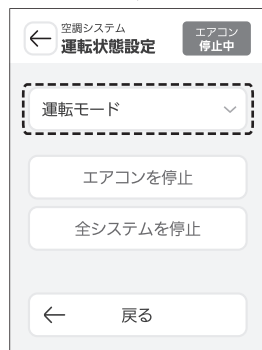 空調システム
運転状態設定
エアコン
停止中
運転モード
エアコンを停止
全システムを停止
戻る